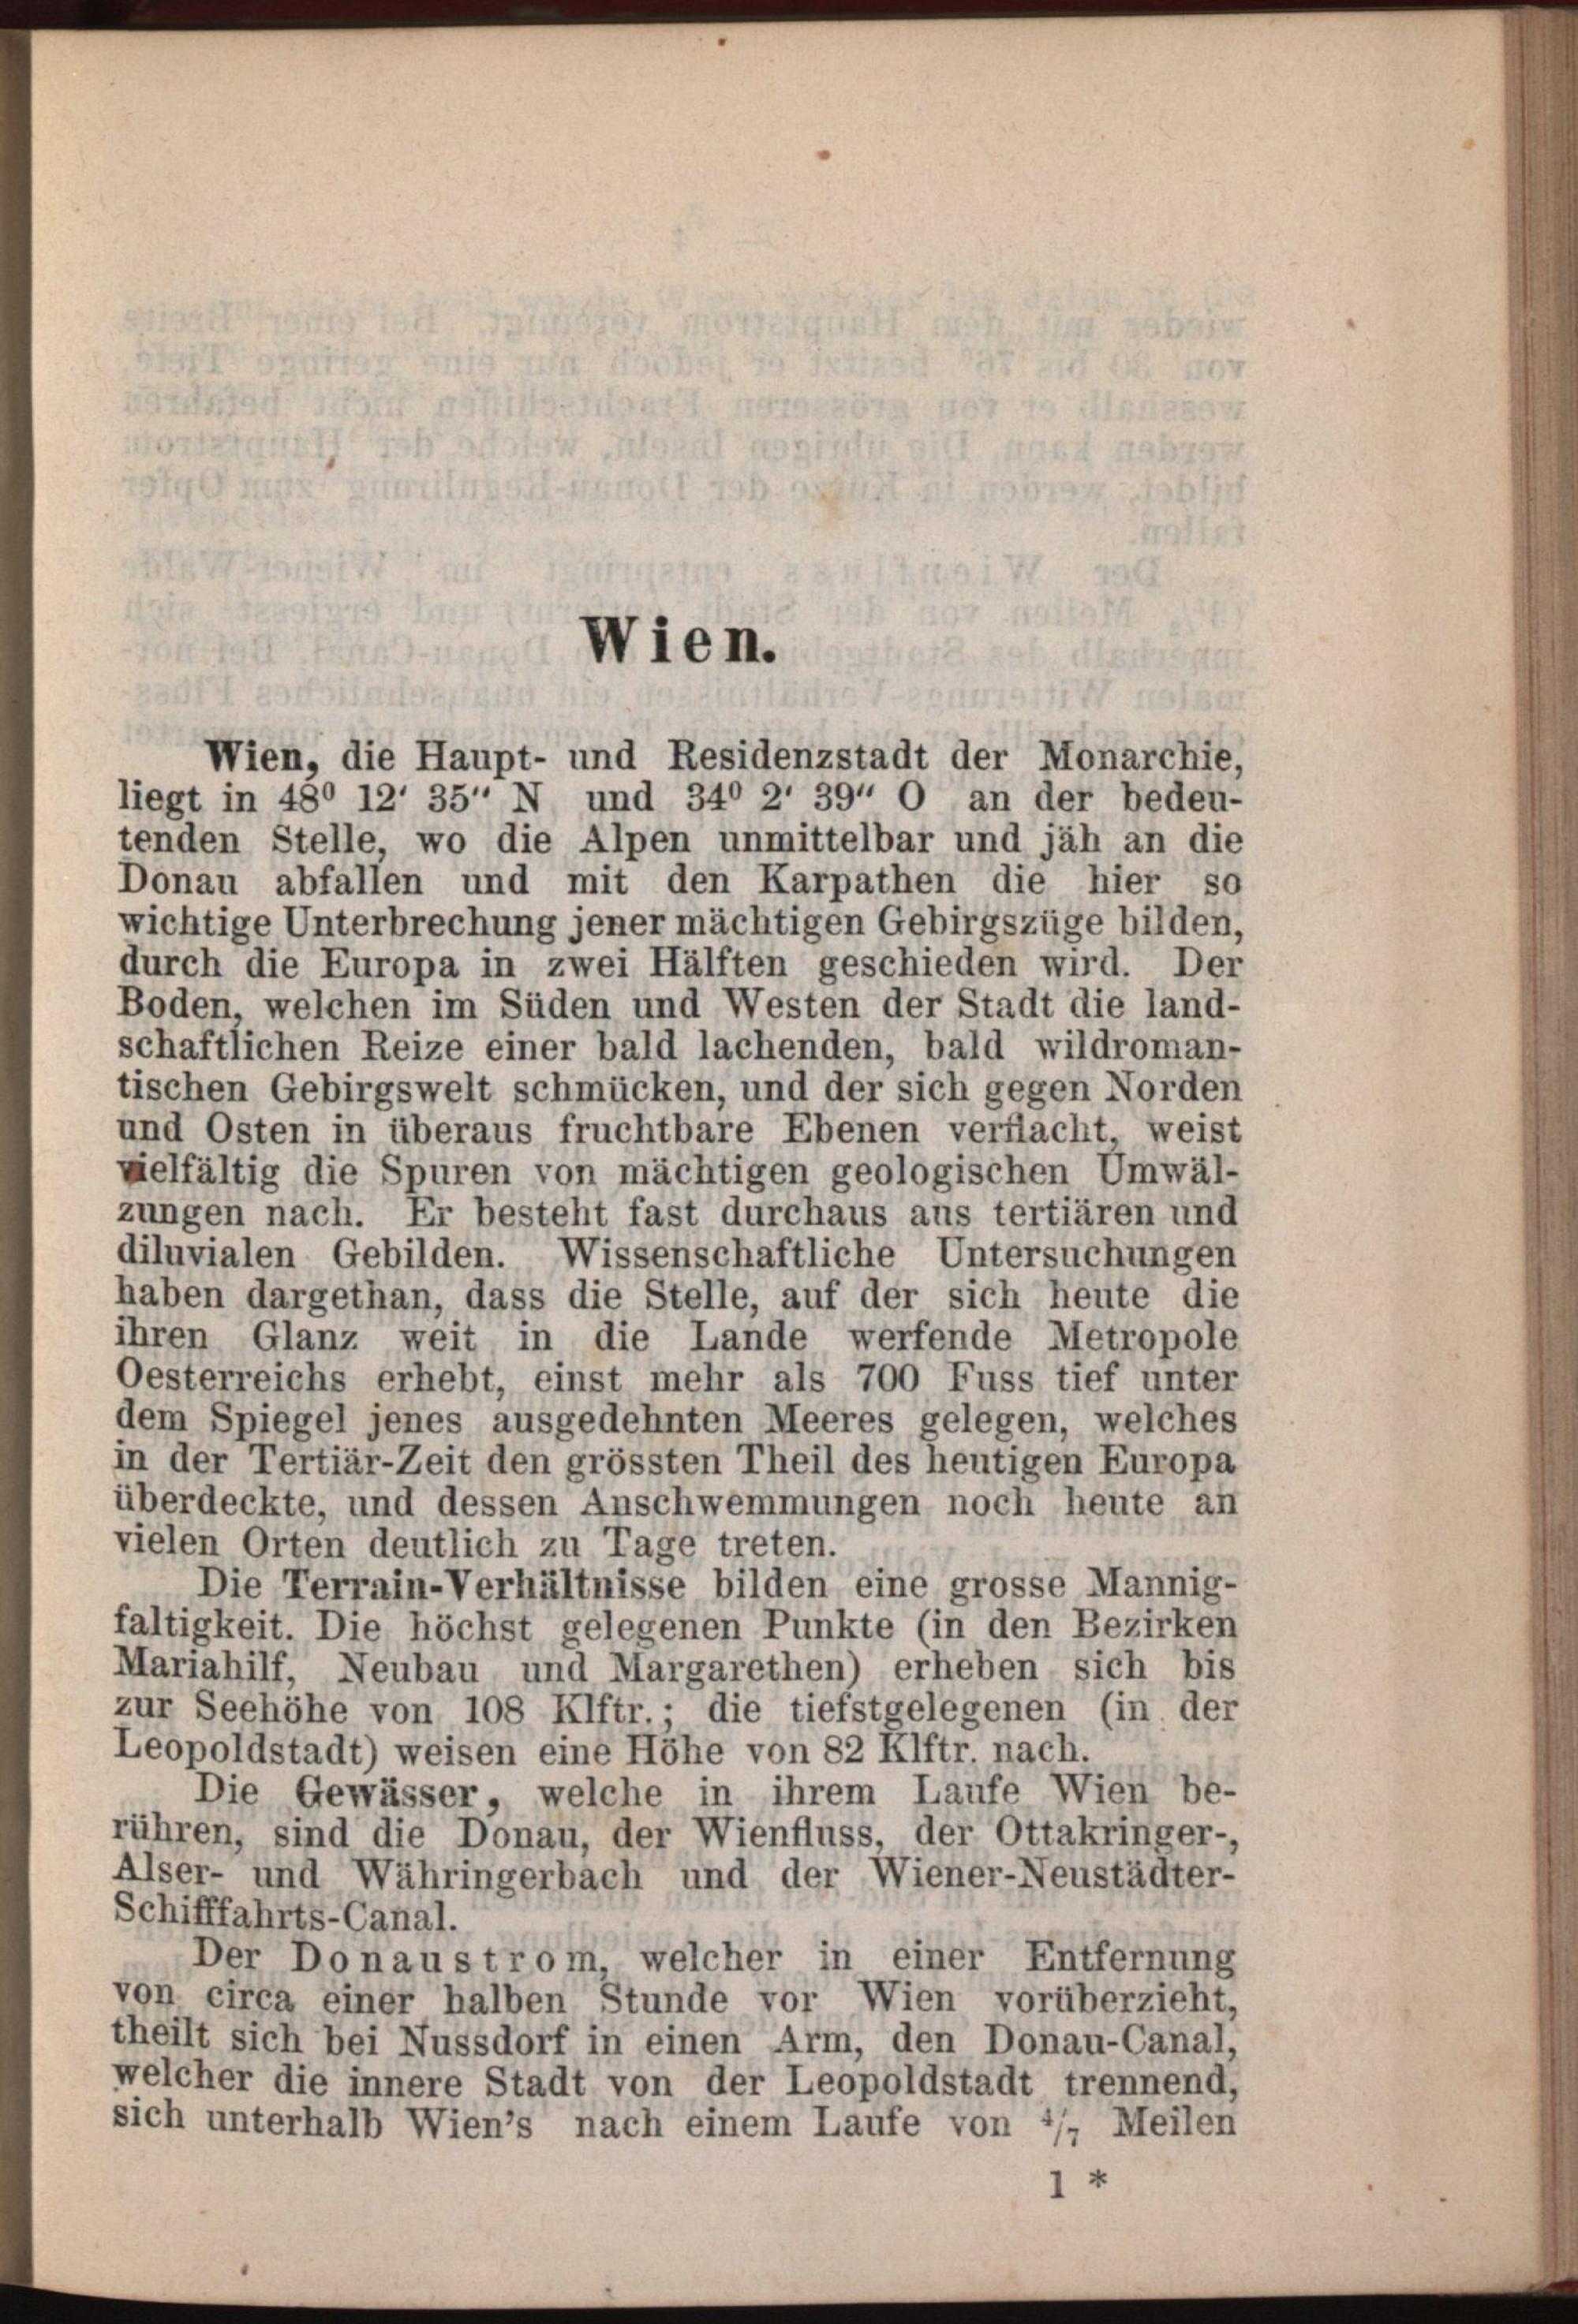 Wien.
Wien, die Haupt- und Residenzstadt der Monarchie,
liegt in 48⁰ 12′ 35″ N und 34⁰ 2′ 39″ O an der bedeu-
tenden Stelle, wo die Alpen unmittelbar und jäh an die
Donau abfallen und mit den Karpathen die hier so
wichtige Unterbrechung jener mächtigen Gebirgszüge bilden,
durch die Europa in zwei Hälften geschieden wird. Der
Boden, welchen im Süden und Westen der Stadt die land-
schaftlichen Reize einer bald lachenden, bald wildroman-
tischen Gebirgswelt schmücken, und der sich gegen Norden
und Osten in überaus fruchtbare Ebenen verflacht, weist
vielfältig die Spuren von mächtigen geologischen Umwäl-
zungen nach. Er besteht fast durchaus aus tertiären und
diluvialen Gebilden. Wissenschaftliche Untersuchungen
haben dargethan, dass die Stelle, auf der sich heute die
ihren Glanz weit in die Lande werfende Metropole
Oesterreichs erhebt, einst mehr als 700 Fuss tief unter
dem Spiegel jenes ausgedehnten Meeres gelegen, welches
in der Tertiär-Zeit den grössten Theil des heutigen Europa
überdeckte, und dessen Anschwemmungen noch heute an
vielen Orten deutlich zu Tage treten.
Die Terrain-Verhältnisse bilden eine grosse Mannig-
faltigkeit. Die höchst gelegenen Punkte (in den Bezirken
Mariahilf, Neubau und Margarethen) erheben sich bis
zur Seehöhe von 108 Klftr.; die tiefstgelegenen (in der
Leopoldstadt) weisen eine Höhe von 82 Klftr. nach.
Die Gewässer, welche in ihrem Laufe Wien be-
rühren, sind die Donau, der Wienfluss, der Ottakringer-,
Alser- und Währingerbach und der Wiener-Neustädter-
Schifffahrts-Canal.
Der Donaustrom, welcher in einer Entfernung
von circa einer halben Stunde vor Wien vorüberzieht,
theilt sich bei Nussdorf in einen Arm, den Donau-Canal,
welcher die innere Stadt von der Leopoldstadt trennend,
sich unterhalb Wien's nach einem Laufe von ⁴/₇ Meilen
1 *